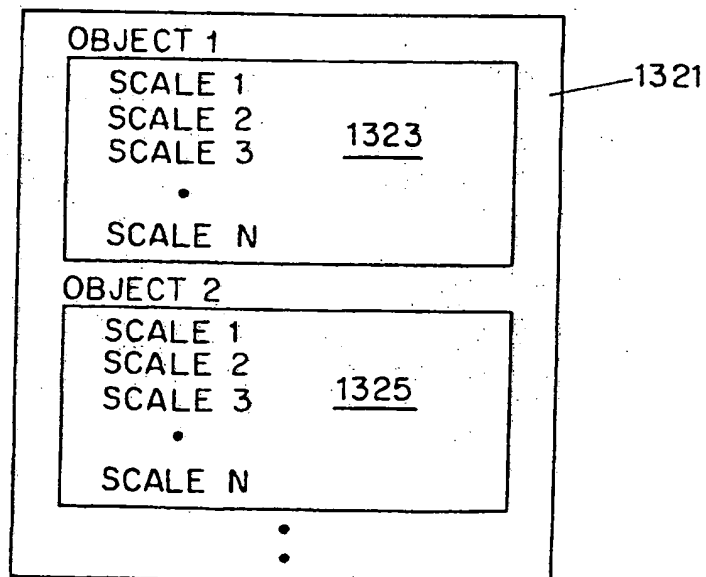 OBJECT 1
1321
SCALE 1
SCALE 2
1323
SCALE 3
•
SCALE N
OBJECT 2
SCALE 1
SCALE 2
SCALE 3
1325
•
SCALE N
•
•